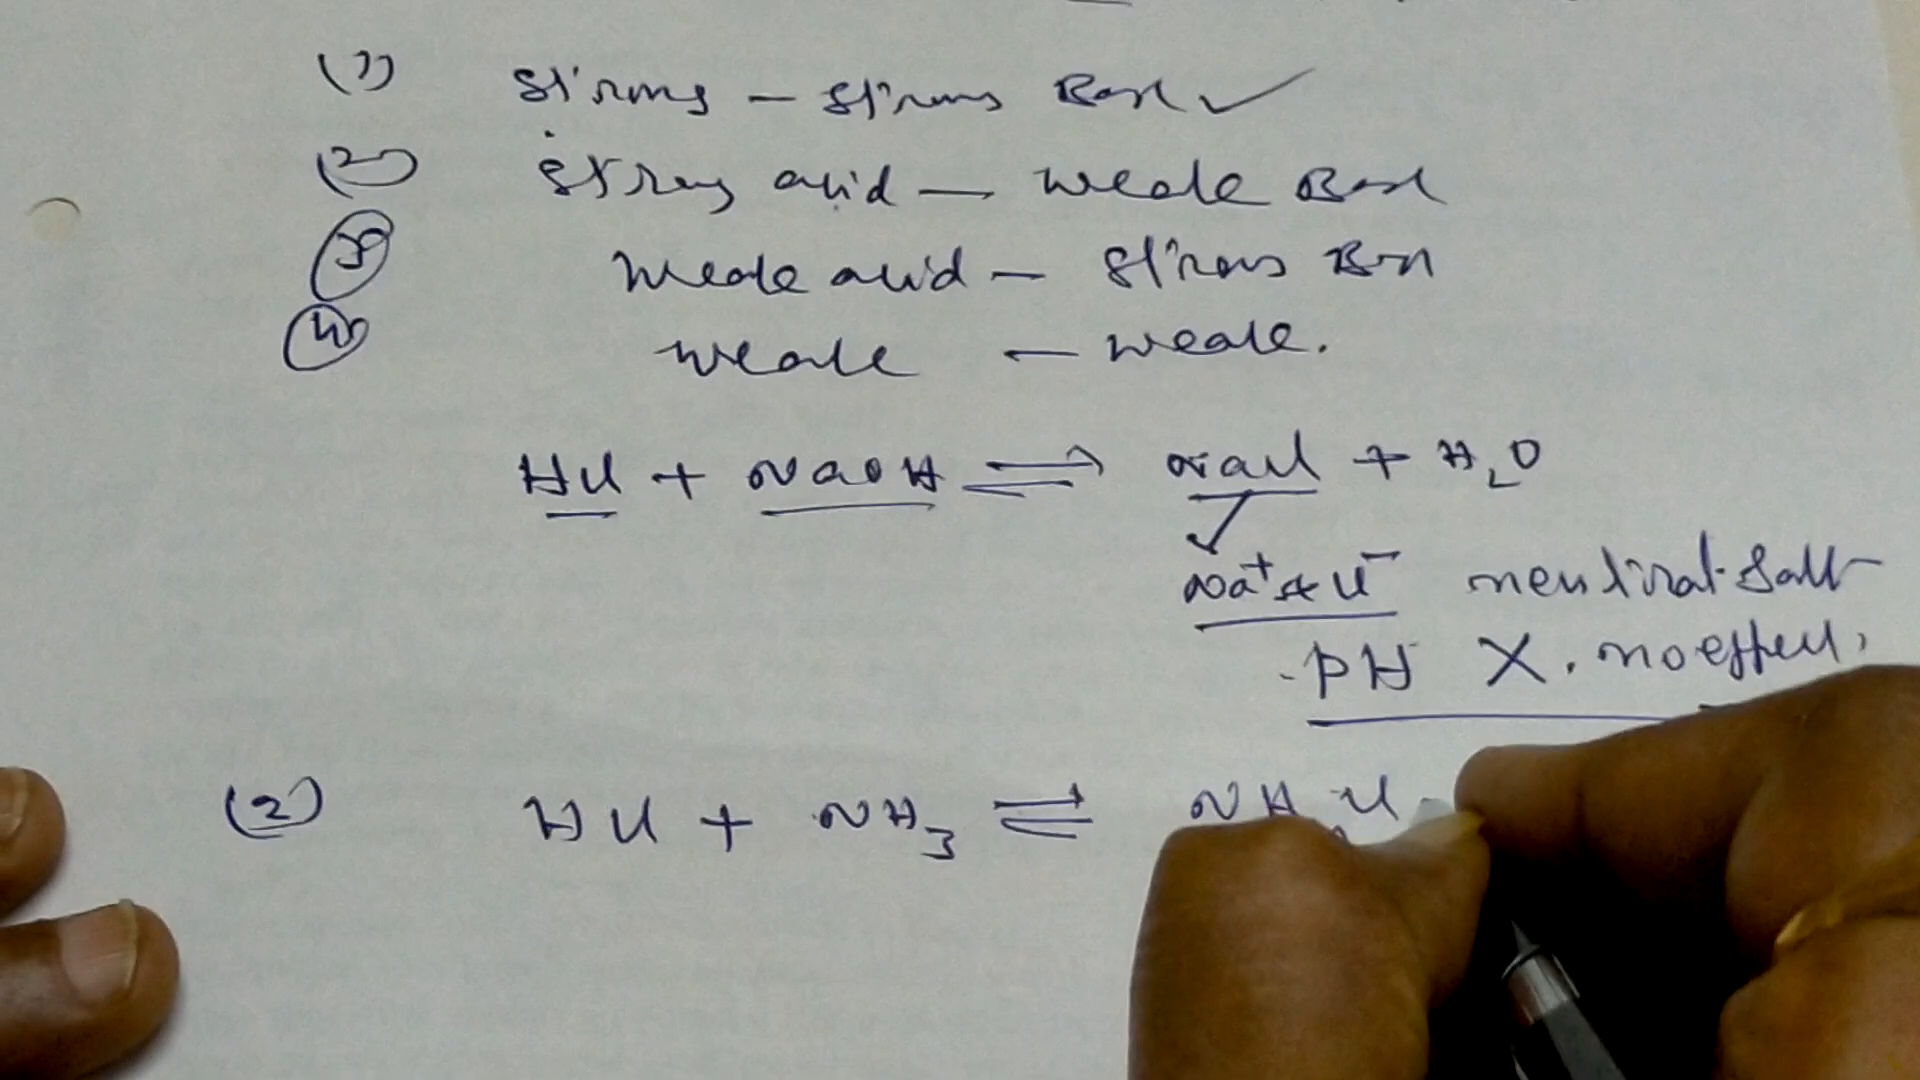 (1) Strong - Strong Base ✓
(2) Strong acid - weak Base
(3) weak acid - Strong Base
(4) weak - weak.
HCl + NaOH ⇌ NaCl + H₂O
Na⁺ + Cl⁻ neutral salt
pH X. no effect.
(2) HCl + NH₃ ⇌ NH₄Cl